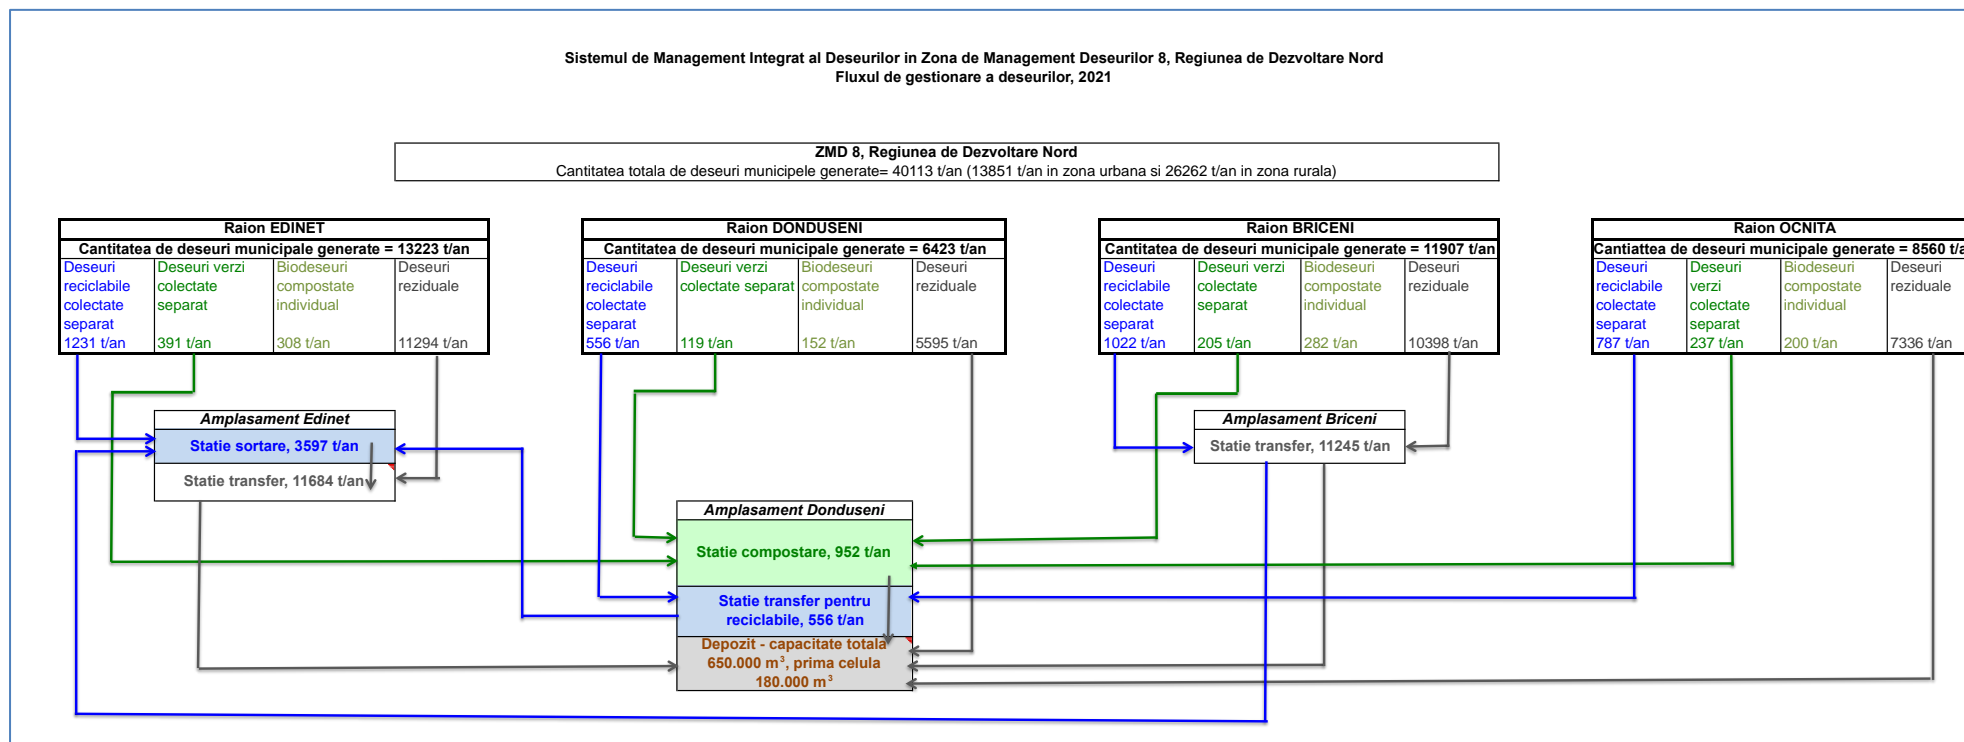 Sistemul de Management Integrat al Deseurilor in Zona de Management Deseurilor 8, Regiunea de Dezvoltare Nord
Fluxul de gestionare a deseurilor, 2021
ZMD 8, Regiunea de Dezvoltare Nord
Cantitatea totala de deseuri municipele generate= 40113 t/an (13851 t/an in zona urbana si 26262 t/an in zona rurala)
Raion EDINET
Cantitatea de deseuri municipale generate = 13223 t/an
Deseuri
reciclabile
colectate
separat
1231 t/an
Deseuri verzi
colectate
separat
391 t/an
Biodeseuri
compostate
individual
308 t/an
Deseuri
reziduale
11294 t/an
Raion DONDUSENI
Cantitatea de deseuri municipale generate = 6423 t/an
Deseuri
reciclabile
colectate
separat
556 t/an
Deseuri verzi
colectate separat
119 t/an
Biodeseuri
compostate
individual
152 t/an
Deseuri
reziduale
5595 t/an
Raion BRICENI
Cantitatea de deseuri municipale generate = 11907 t/an
Deseuri
reciclabile
colectate
separat
1022 t/an
Deseuri verzi
colectate
separat
205 t/an
Biodeseuri
compostate
individual
282 t/an
Deseuri
reziduale
10398 t/an
Raion OCNITA
Cantiattea de deseuri municipale generate = 8560 t/a
Deseuri
reciclabile
colectate
separat
787 t/an
Deseuri
verzi
colectate
separat
237 t/an
Biodeseuri
compostate
individual
200 t/an
Deseuri
reziduale
7336 t/an
Amplasament Edinet
Statie sortare, 3597 t/an
Statie transfer, 11684 t/an
Amplasament Briceni
Statie transfer, 11245 t/an
Amplasament Donduseni
Statie compostare, 952 t/an
Statie transfer pentru
reciclabile, 556 t/an
Depozit - capacitate totala
650.000 m³, prima celula
180.000 m³